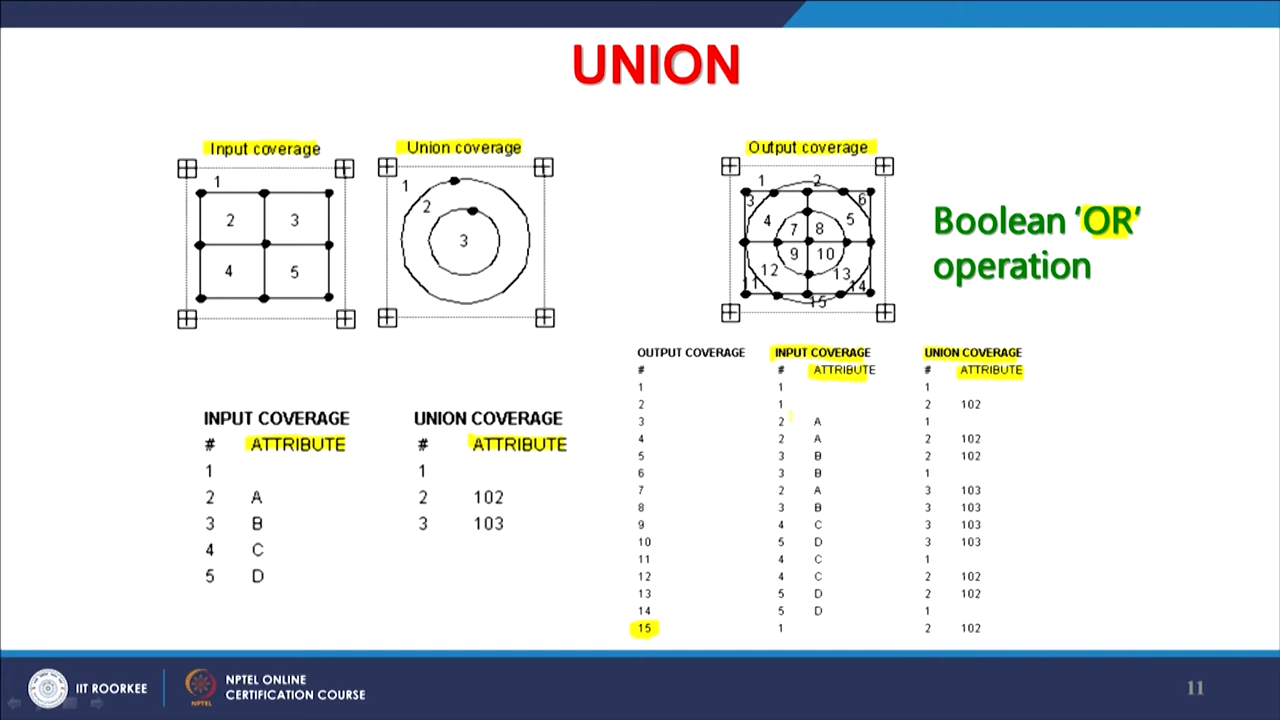 UNION
Input coverage
Union coverage
Output coverage
1
2
3
4
5
1
2
3
1
2
3
4
5
6
7
8
9
10
11
12
13
14
15
Boolean ‘OR’
operation
INPUT COVERAGE
# ATTRIBUTE
1
2 A
3 B
4 C
5 D
UNION COVERAGE
# ATTRIBUTE
1
2 102
3 103
OUTPUT COVERAGE INPUT COVERAGE UNION COVERAGE
# # ATTRIBUTE # ATTRIBUTE
1 1 1
2 1 2 102
3 2 A 1
4 2 A 2 102
5 3 B 2 102
6 3 B 1
7 2 A 3 103
8 3 B 3 103
9 4 C 3 103
10 5 D 3 103
11 4 C 1
12 4 C 2 102
13 5 D 2 102
14 5 D 1
15 1 2 102
IIT ROORKEE
NPTEL
NPTEL ONLINE
CERTIFICATION COURSE
11